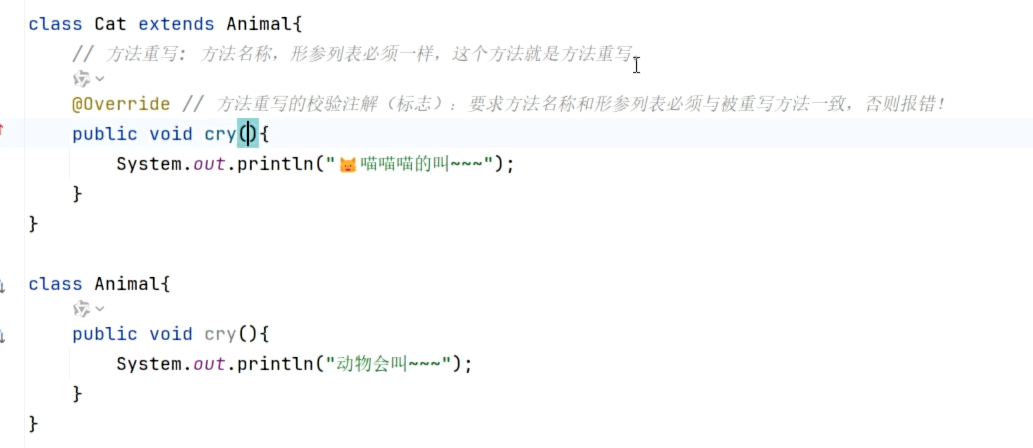 class Cat extends Animal{
// 方法重写: 方法名称，形参列表必须一样，这个方法就是方法重写。
@Override // 方法重写的校验注解（标志）：要求方法名称和形参列表必须与被重写方法一致，否则报错！
public void cry(){
System.out.println("🐱喵喵喵的叫~~~");
}
}
class Animal{
public void cry(){
System.out.println("动物会叫~~~");
}
}